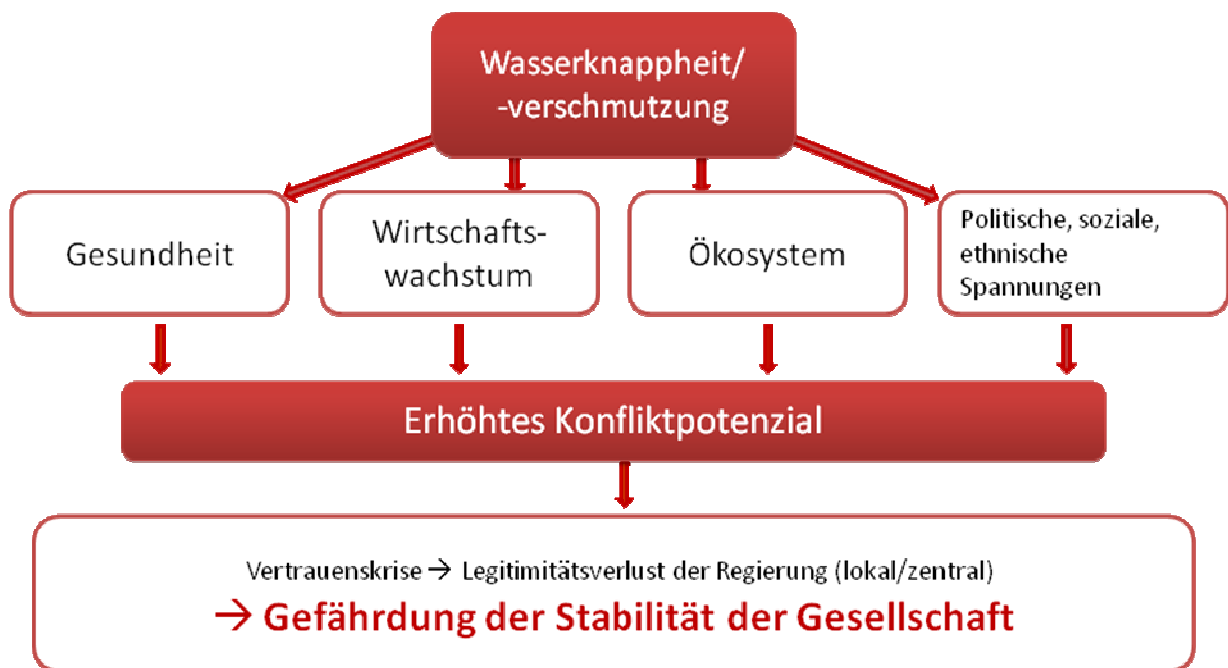 Wasserknappheit/
-verschmutzung
Gesundheit
Wirtschafts-
wachstum
Ökosystem
Politische, soziale,
ethnische
Spannungen
Erhöhtes Konfliktpotenzial
Vertrauenskrise → Legitimitätsverlust der Regierung (lokal/zentral)
→ Gefährdung der Stabilität der Gesellschaft